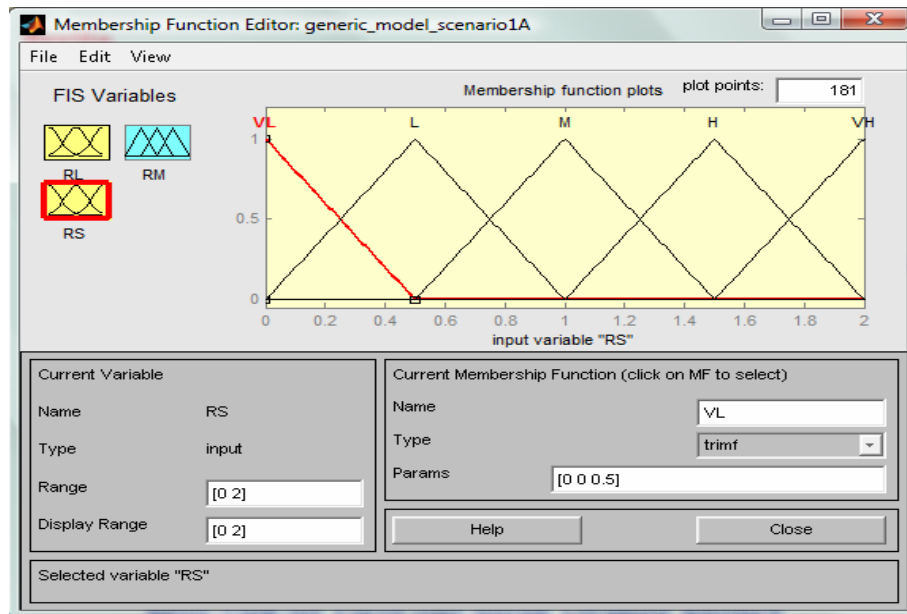 Membership Function Editor: generic_model_scenario1A
File Edit View
FIS Variables
RL RM
RS
Membership function plots plot points: 181
VL L M H VH
1
0.5
0
0 0.2 0.4 0.6 0.8 1 1.2 1.4 1.6 1.8 2
input variable "RS"
Current Variable
Name RS
Type input
Range [0 2]
Display Range [0 2]
Current Membership Function (click on MF to select)
Name VL
Type trimf
Params [0 0 0.5]
Help Close
Selected variable "RS"